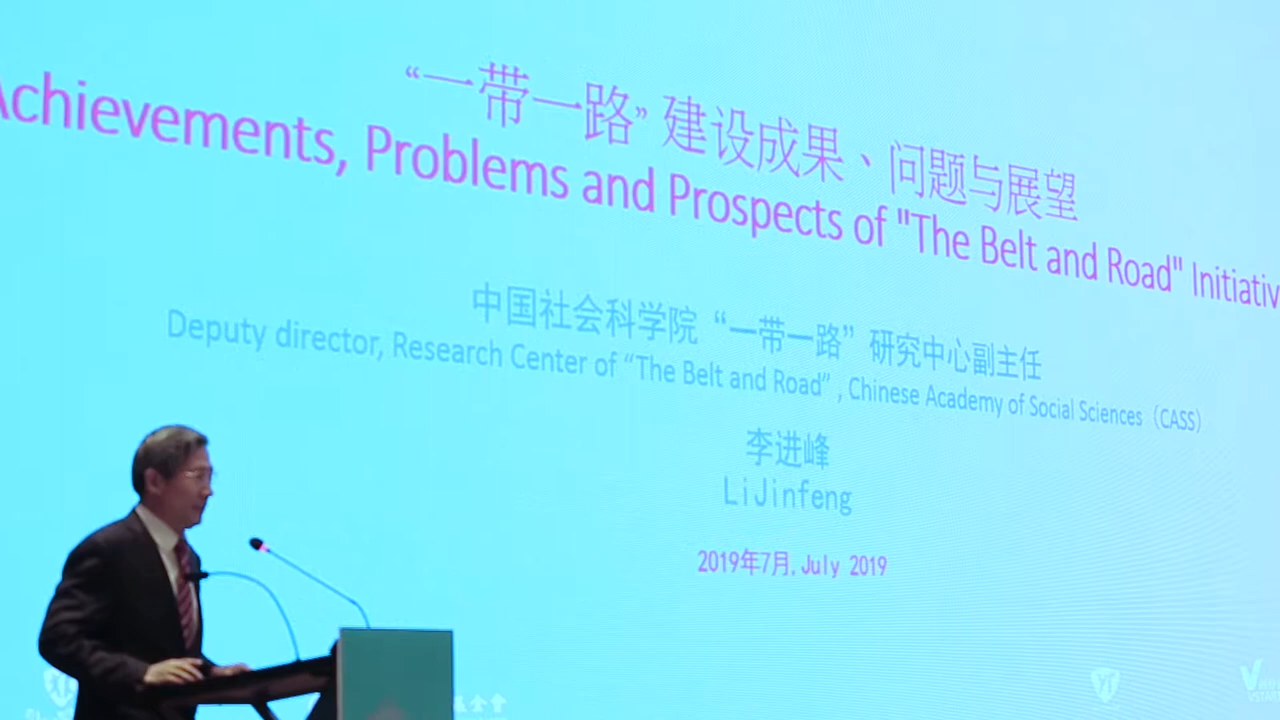 “一带一路”建设成果、问题与展望
Achievements, Problems and Prospects of "The Belt and Road" Initiativ
中国社会科学院“一带一路”研究中心副主任
Deputy director, Research Center of “The Belt and Road”, Chinese Academy of Social Sciences（CASS）
李进峰
LiJinfeng
2019年7月,July 2019
基金會